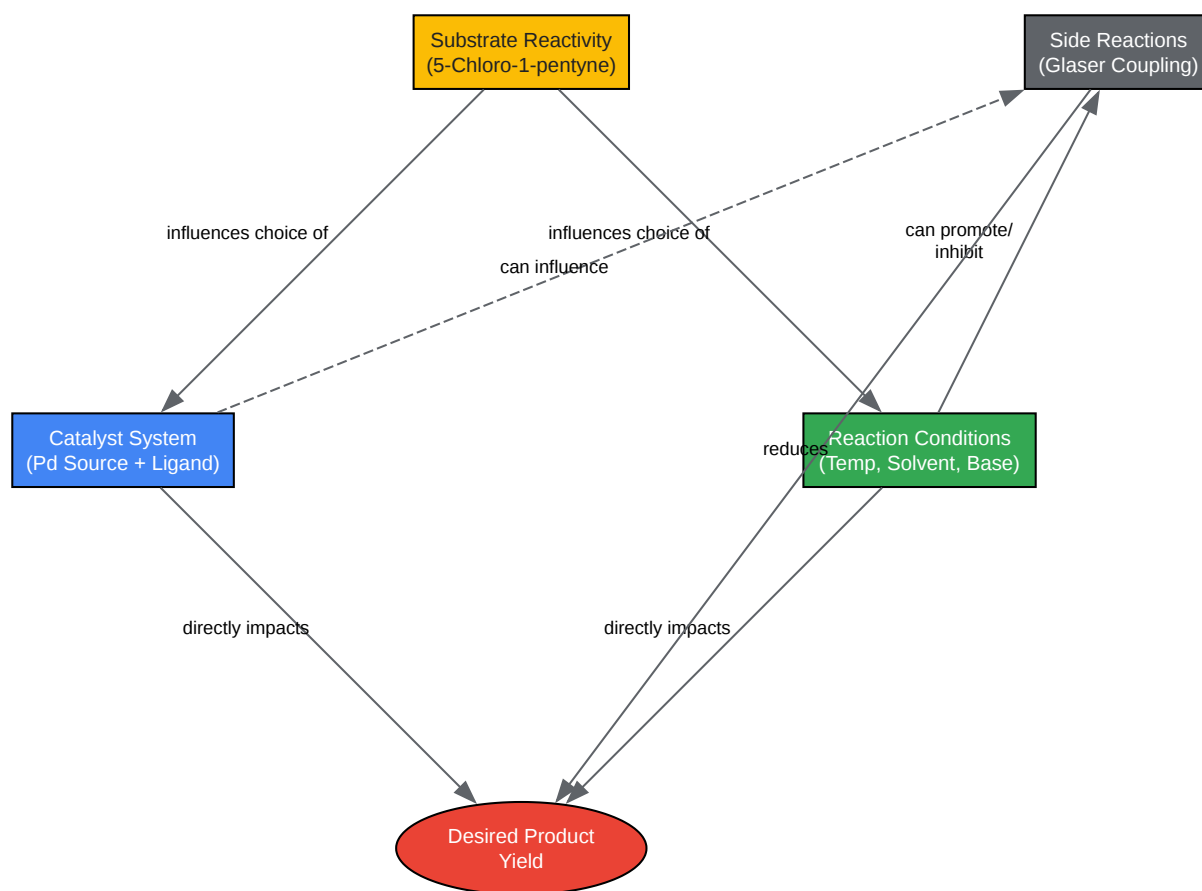 Substrate Reactivity
(5-Chloro-1-pentyne)
Side Reactions
(Glaser Coupling)
influences choice of
influences choice of
can promote/
inhibit
can influence
Catalyst System
(Pd Source + Ligand)
reduces
Reaction Conditions
(Temp, Solvent, Base)
directly impacts
directly impacts
Desired Product
Yield